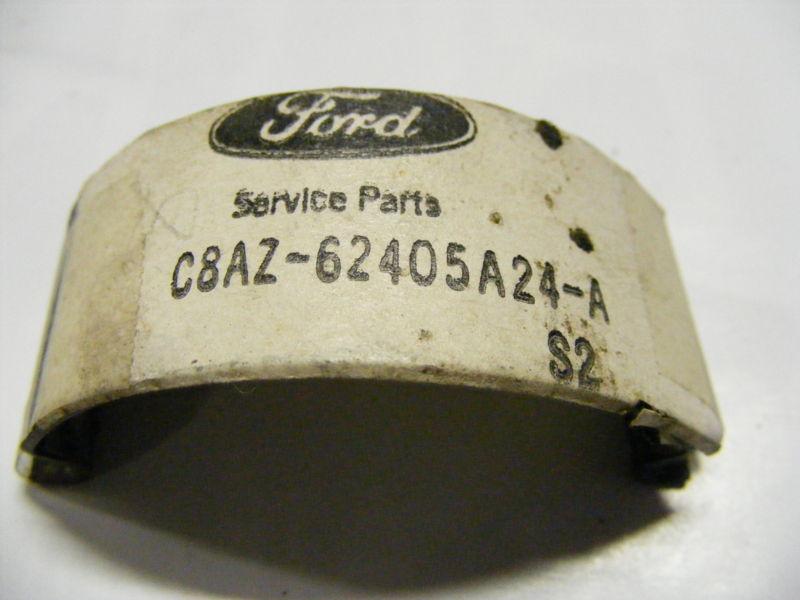 Ford
Service Parts
C8AZ-62405A24-A
S2